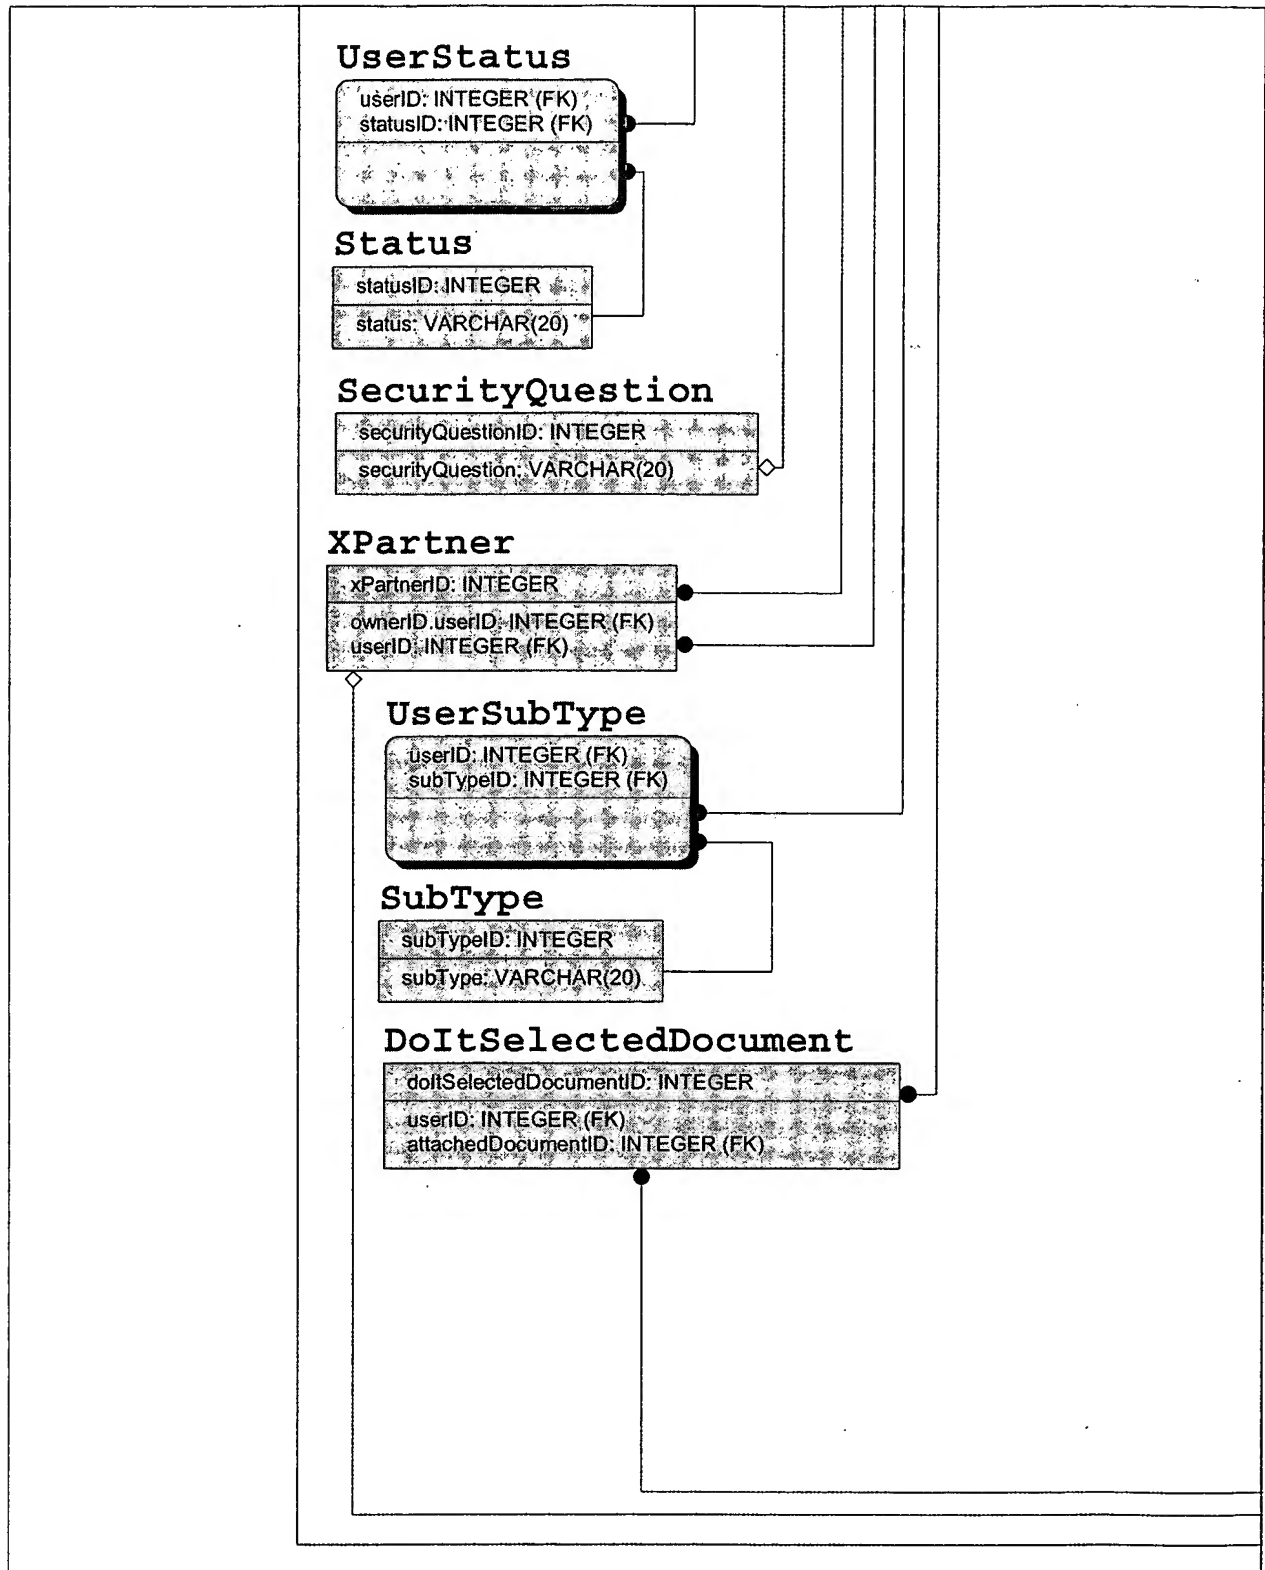 UserStatus
userID: INTEGER (FK)
statusID: INTEGER (FK)
Status
statusID: INTEGER
status: VARCHAR(20)
SecurityQuestion
securityQuestionID: INTEGER
securityQuestion: VARCHAR(20)
XPartner
xPartnerID: INTEGER
ownerID.userID: INTEGER (FK)
userID: INTEGER (FK)
UserSubType
userID: INTEGER (FK)
subTypeID: INTEGER (FK)
SubType
subTypeID: INTEGER
subType: VARCHAR(20)
DoItSelectedDocument
doItSelectedDocumentID: INTEGER
userID: INTEGER (FK)
attachedDocumentID: INTEGER (FK)